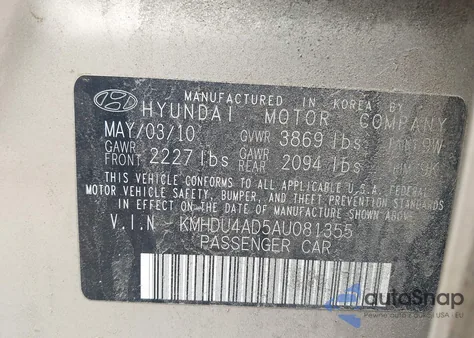 MANUFACTURED IN KOREA BY
HYUNDAI MOTOR COMPANY
MAY/03/10 GVWR 3869 lbs
GAWR FRONT 2227 lbs GAWR REAR 2094 lbs
THIS VEHICLE CONFORMS TO ALL APPLICABLE U.S.A. FEDERAL
MOTOR VEHICLE SAFETY, BUMPER, AND THEFT PREVENTION STANDARDS
IN EFFECT ON THE DATE OF MANUFACTURE SHOWN ABOVE.
V.I.N KMHDU4AD5AU081355
PASSENGER CAR
autoSnap